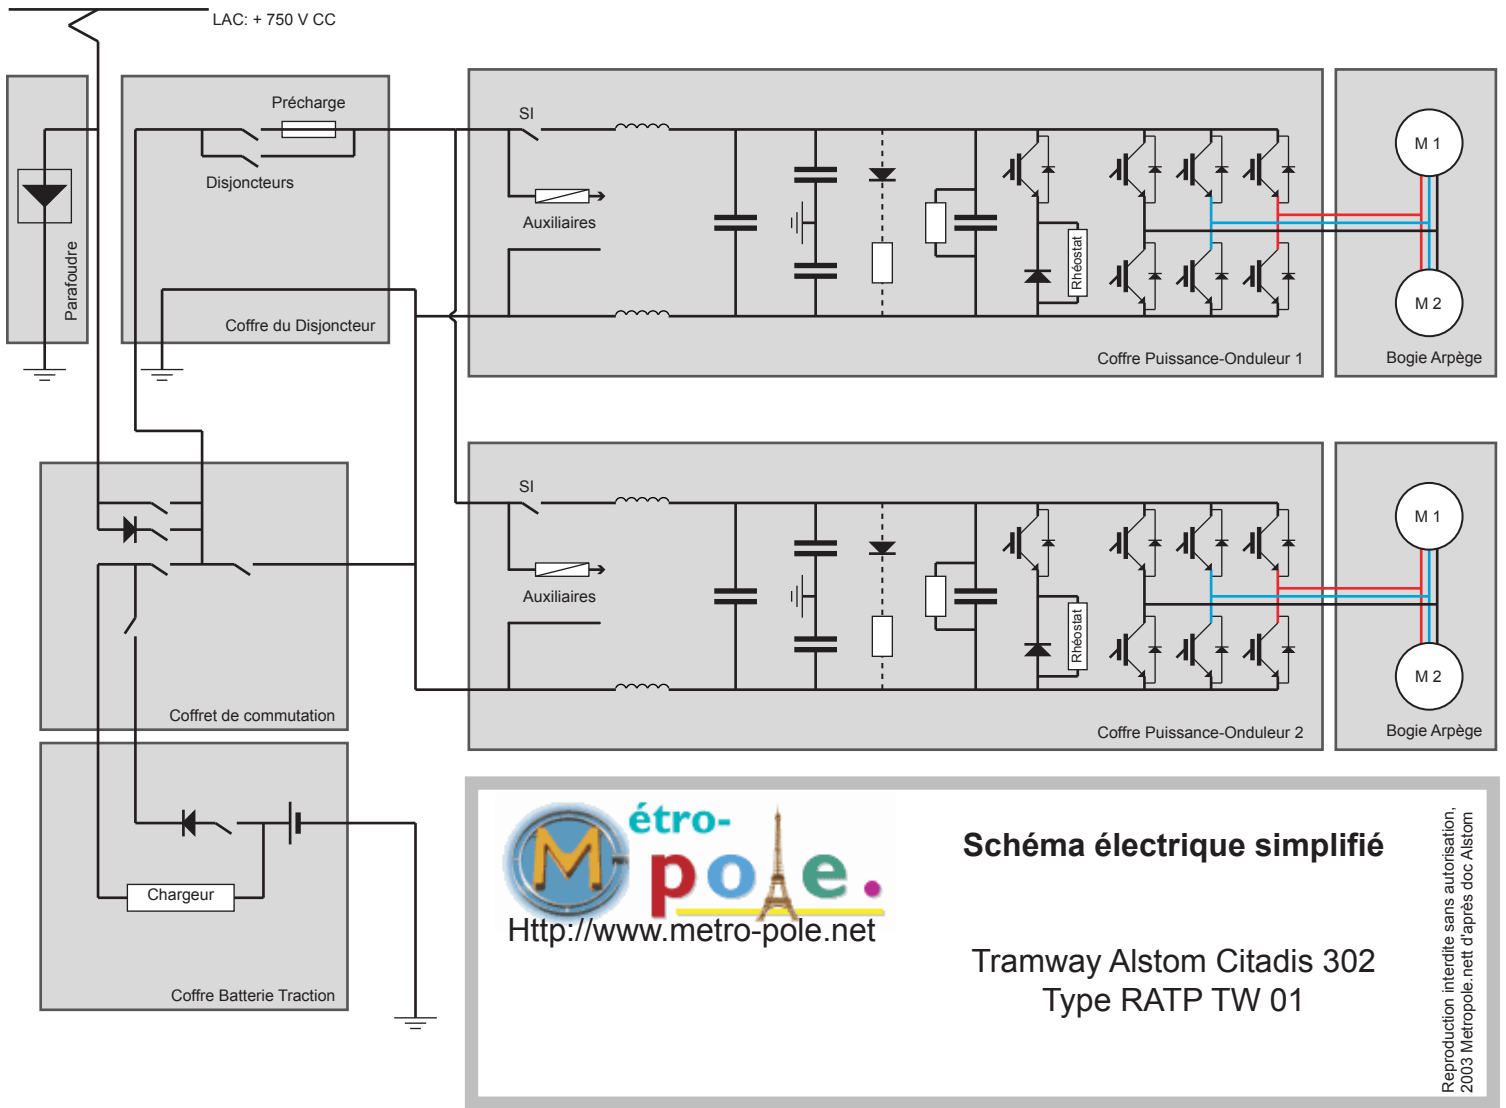 LAC: + 750 V CC
Précharge
Disjoncteurs
Parafoudre
Coffre du Disjoncteur
SI
Auxiliaires
Rhéostat
Coffre Puissance-Onduleur 1
M 1
M 2
Bogie Arpège
SI
Auxiliaires
Rhéostat
Coffre Puissance-Onduleur 2
M 1
M 2
Bogie Arpège
Coffret de commutation
Chargeur
Coffre Batterie Traction
Métro-
pole.
Http://www.metro-pole.net
Schéma électrique simplifié
Tramway Alstom Citadis 302
Type RATP TW 01
Reproduction interdite sans autorisation,
2003 Metropole.nett d'après doc Alstom